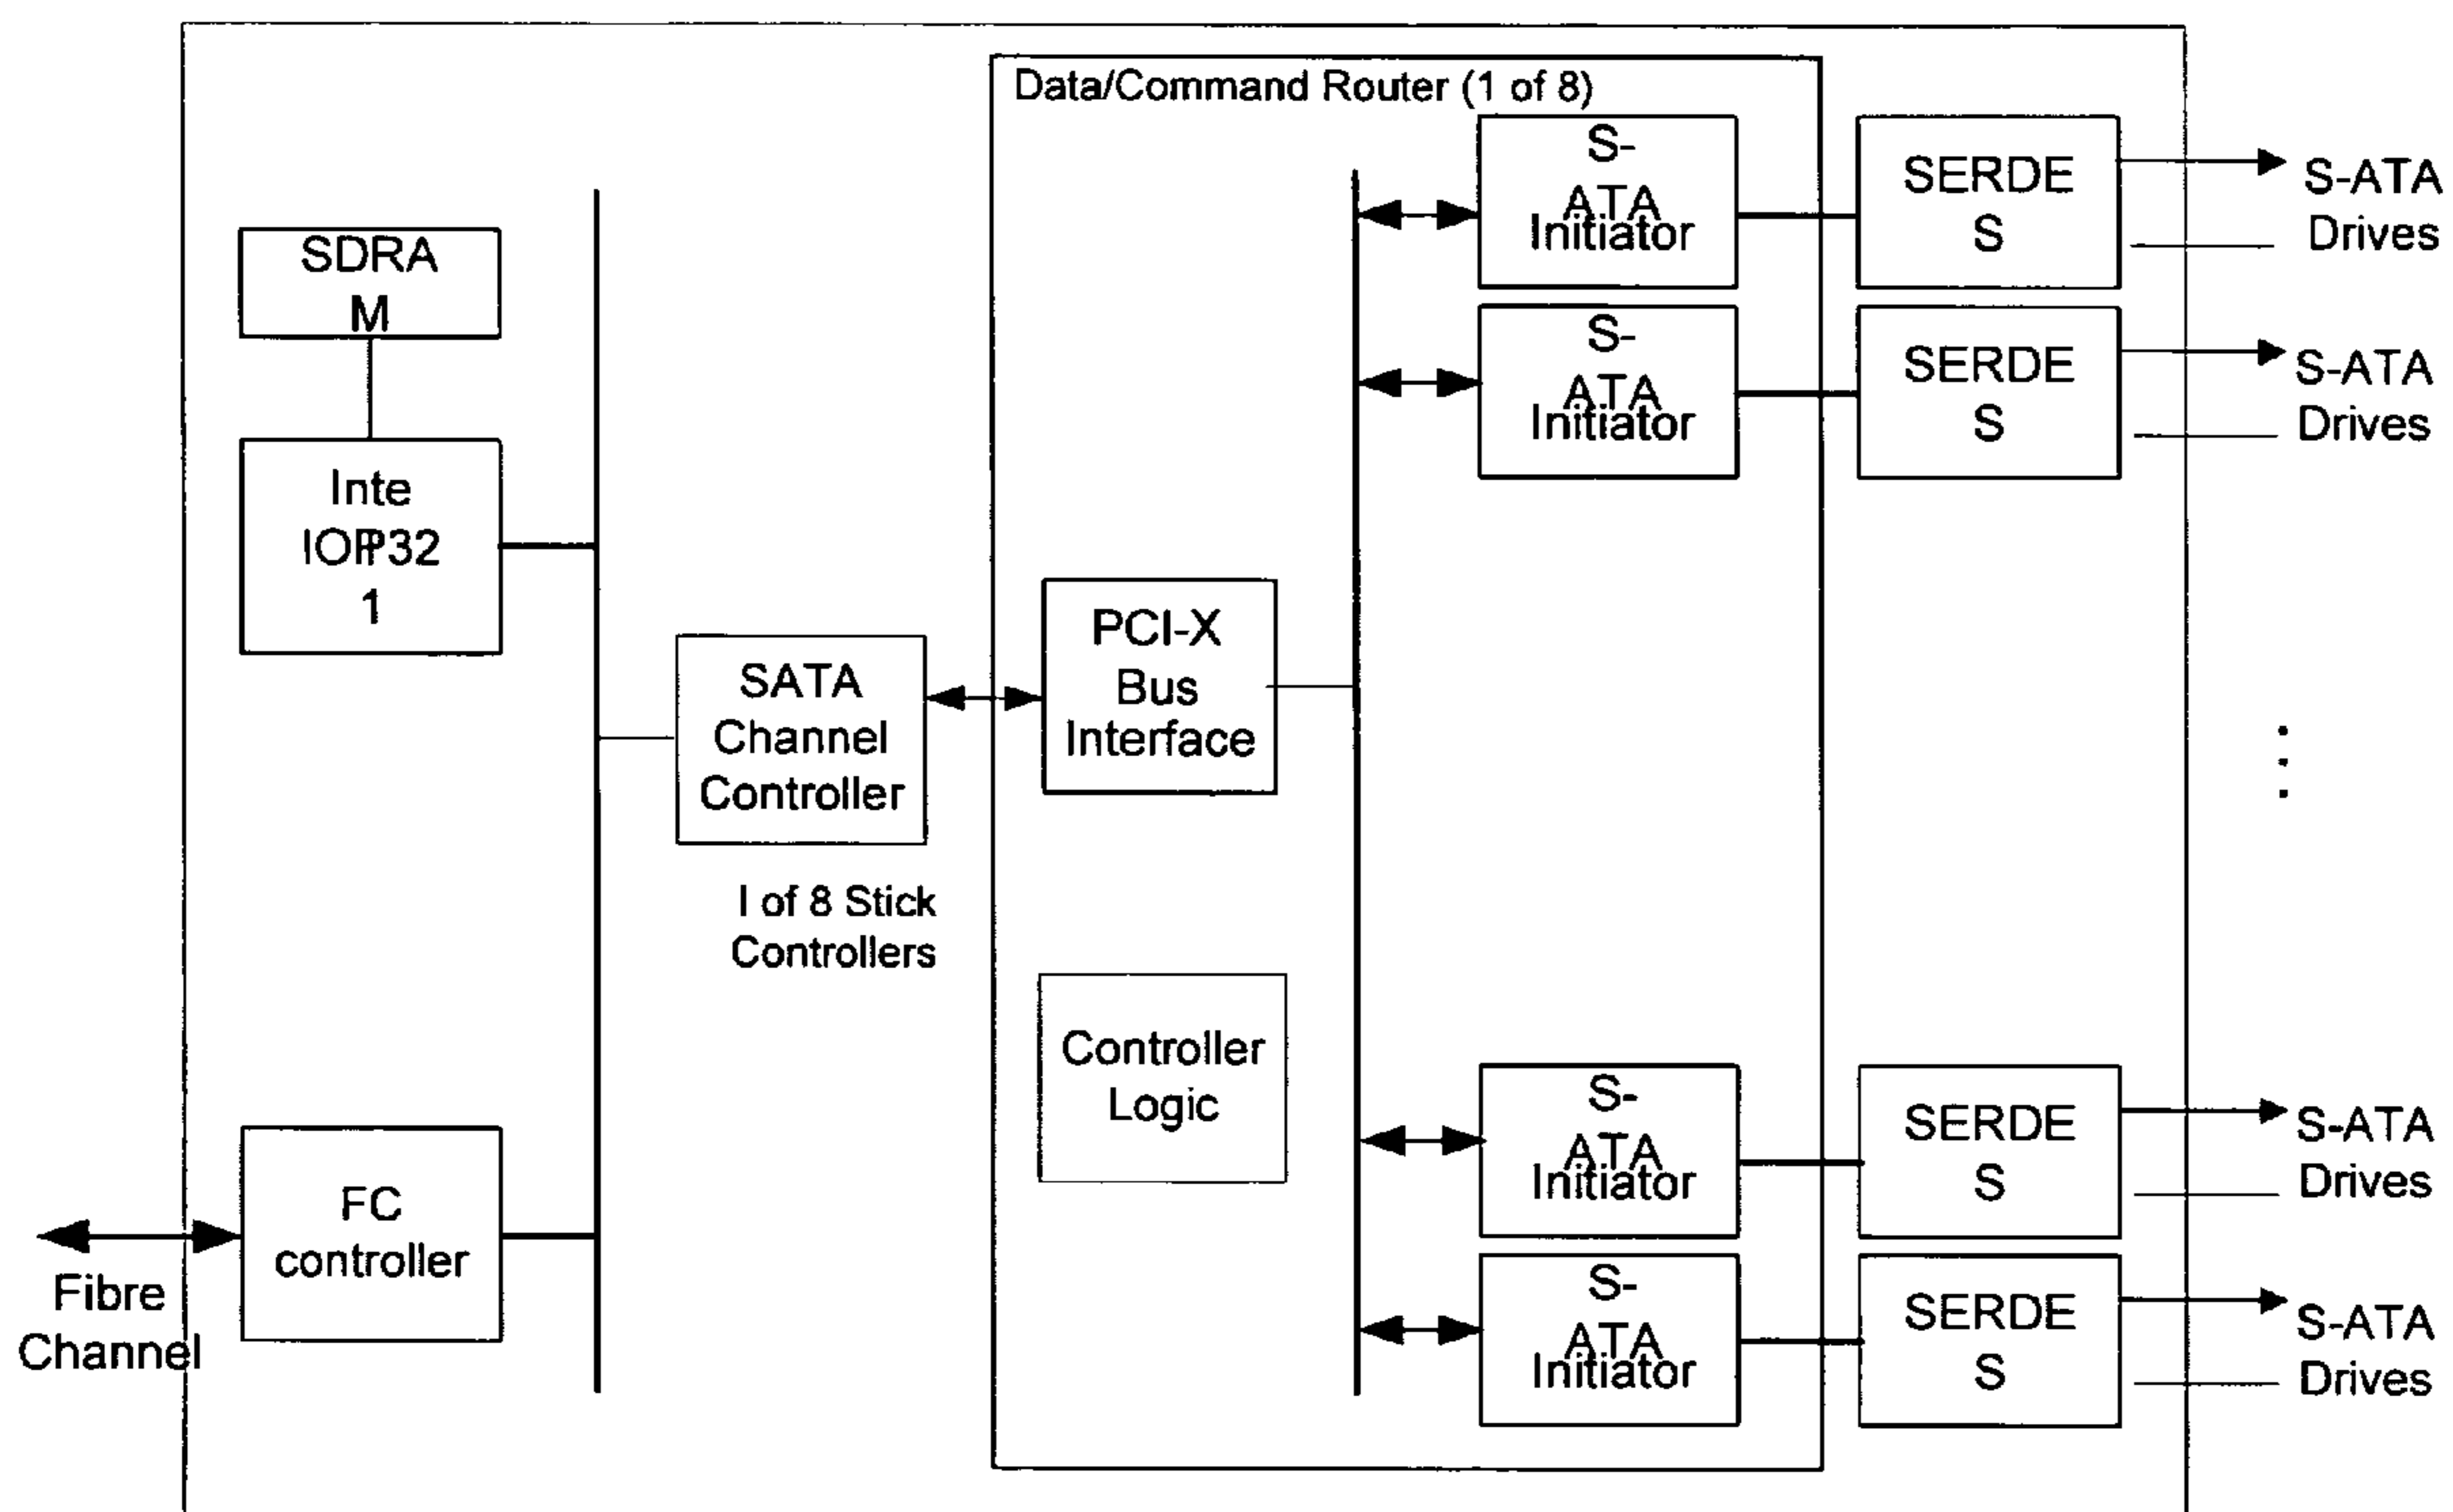 Data/Command Router (1 of 8)
S-
ATA
Initiator
SERDE
S
S-ATA
Drives
S-
ATA
Initiator
SERDE
S
S-ATA
Drives
SDRA
M
Inte
IOP32
1
SATA
Channel
Controller
I of 8 Stick
Controllers
PCI-X
Bus
Interface
Controller
Logic
FC
controller
Fibre
Channel
S-
ATA
Initiator
SERDE
S
S-ATA
Drives
S-
ATA
Initiator
SERDE
S
S-ATA
Drives